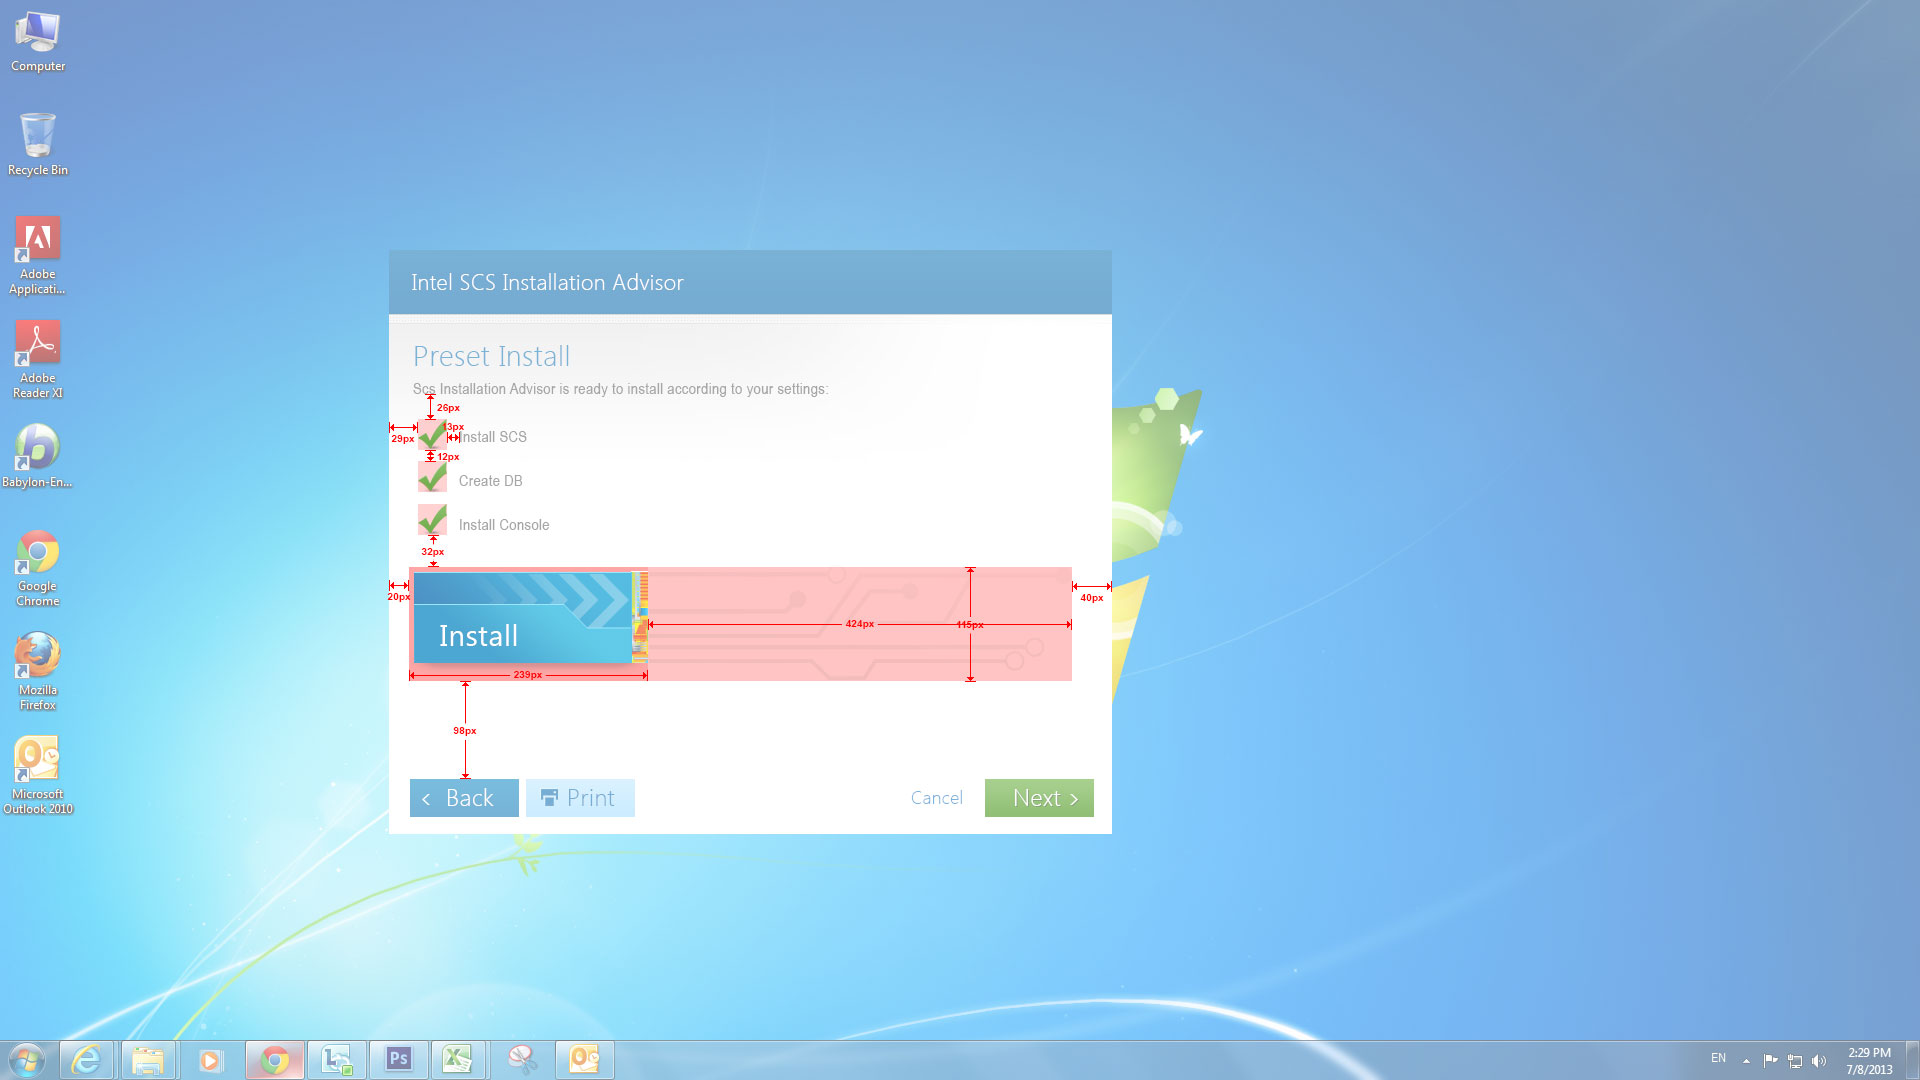 Computer
Recycle Bin
Adobe
Applicati...
Adobe
Reader XI
Babylon-En...
Google
Chrome
Mozilla
Firefox
Microsoft
Outlook 2010
Intel SCS Installation Advisor
Preset Install
Scs Installation Advisor is ready to install according to your settings:
26px
13px
29px
Install SCS
12px
Create DB
Install Console
32px
20px
40px
424px
115px
Install
239px
98px
Back
Print
Cancel
Next
Ps
EN
2:29 PM
7/8/2013